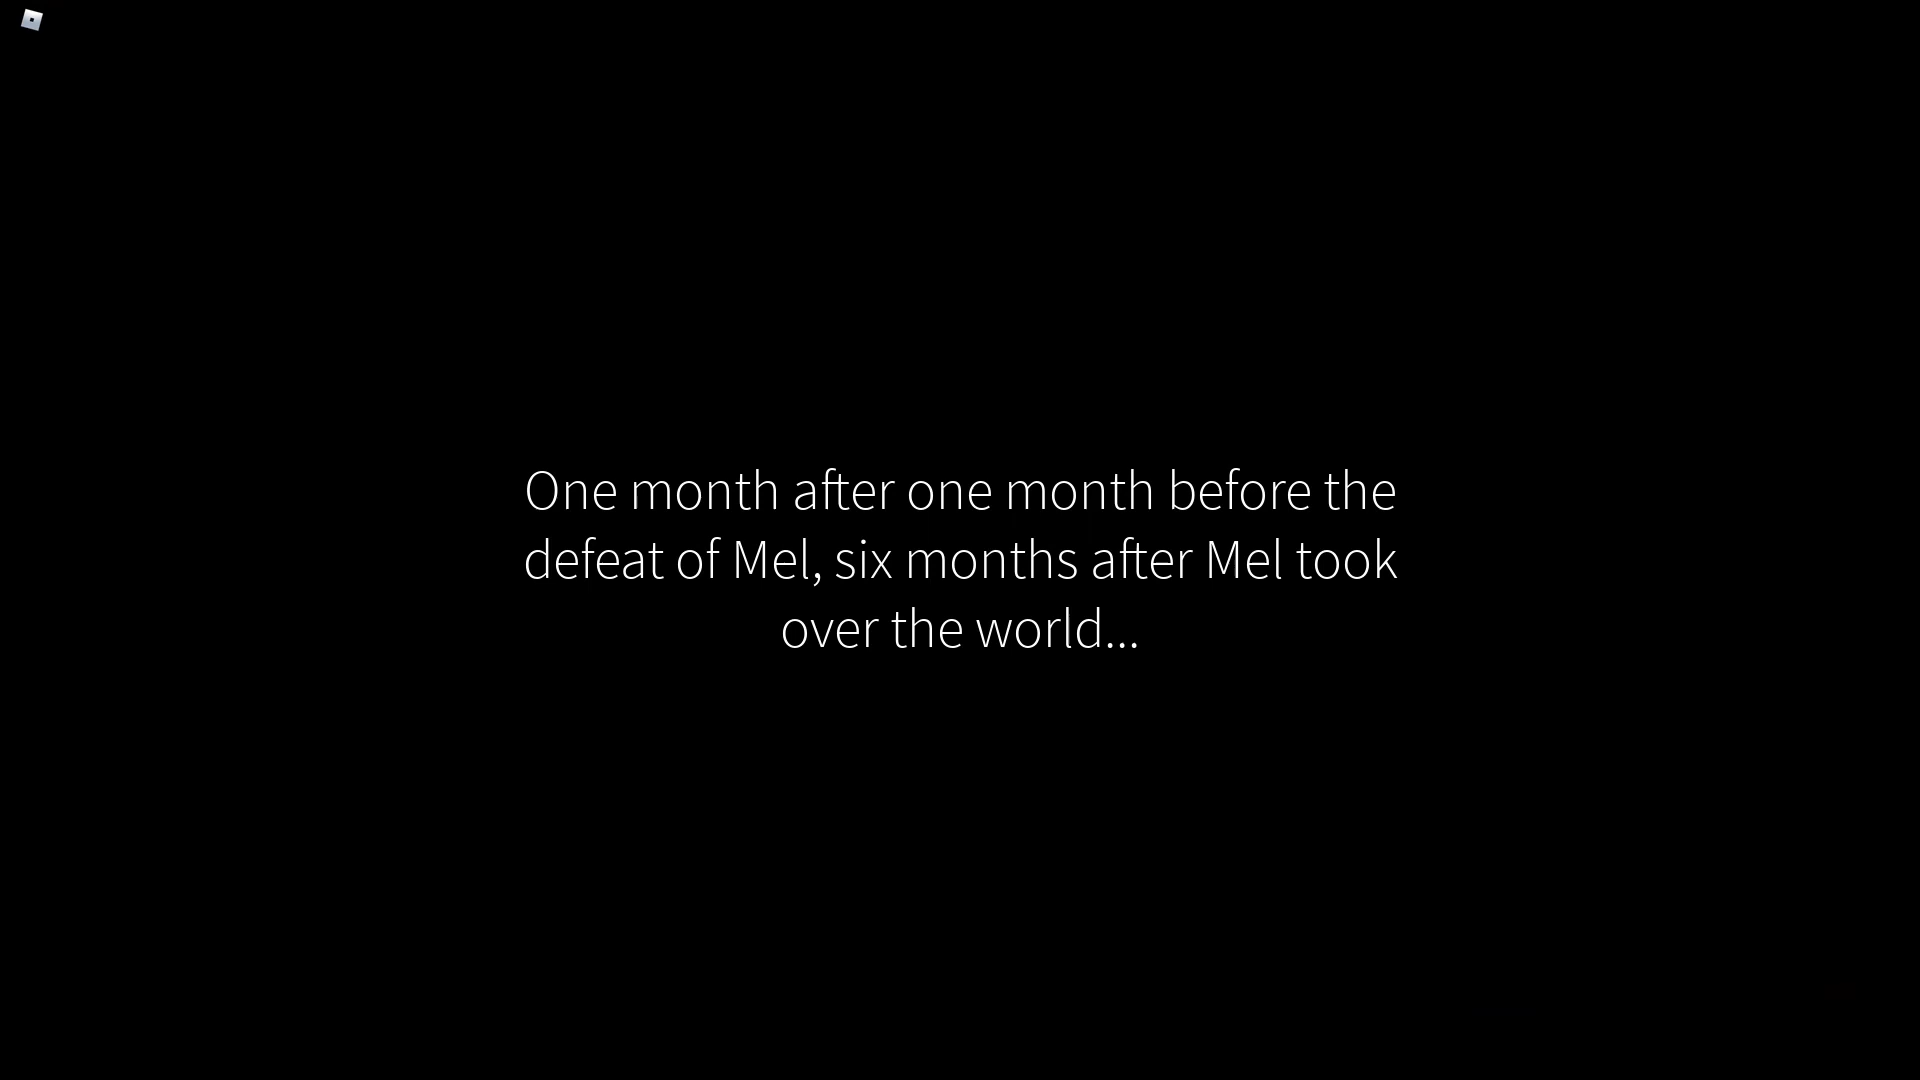 One month after one month before the
defeat of Mel, six months after Mel took
over the world...